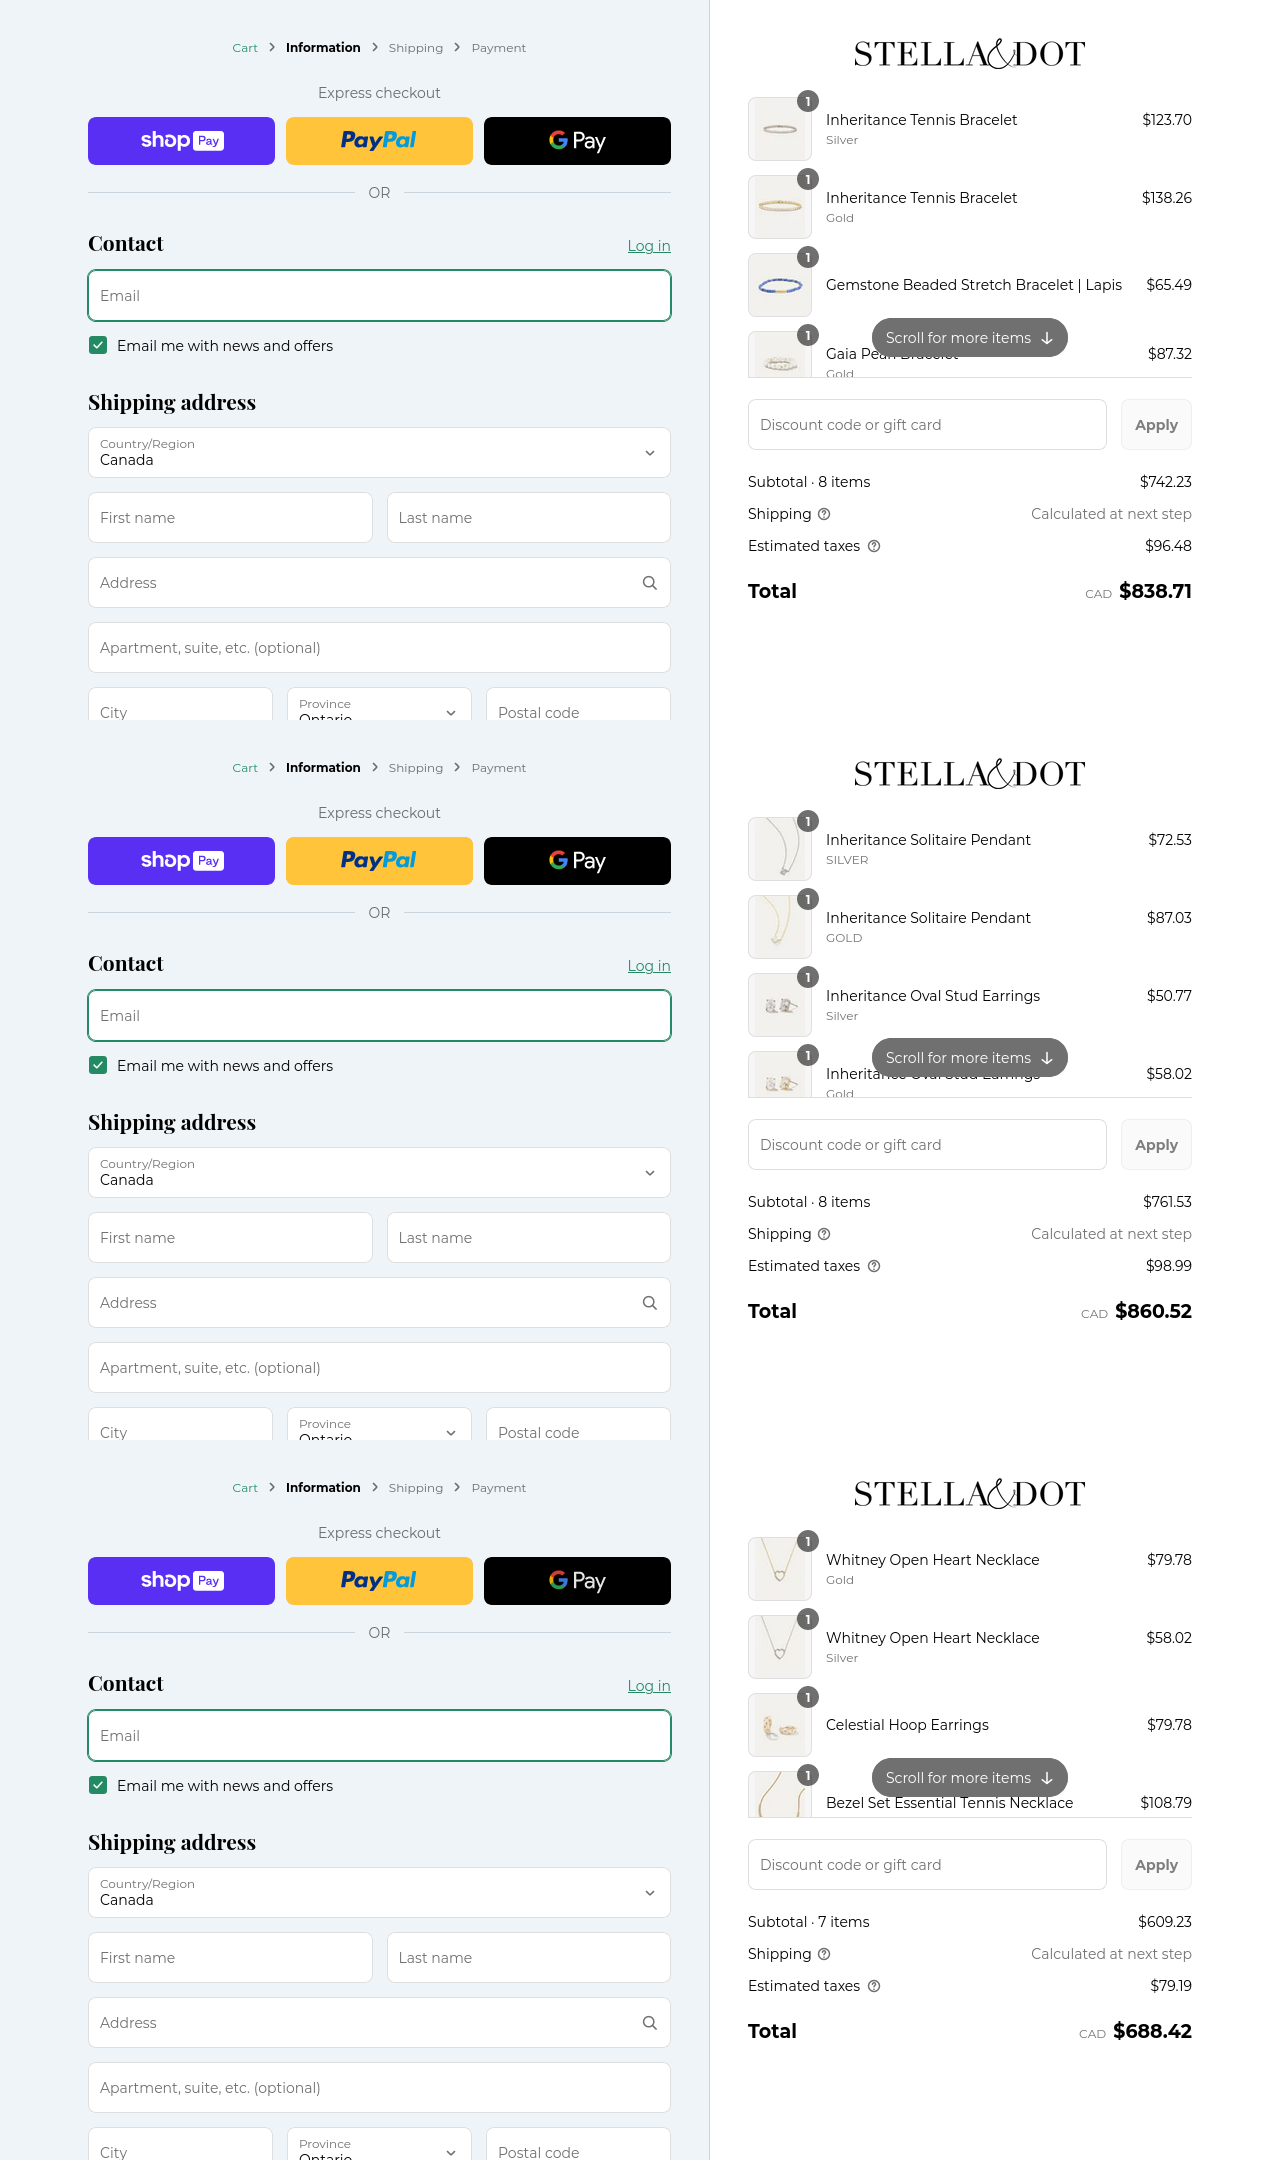 Cart > Information > Shipping > Payment
Express checkout
shop Pay PayPal G Pay
OR
Contact Log in
Email
Email me with news and offers
Shipping address
Country/Region
Canada
First name Last name
Address
Apartment, suite, etc. (optional)
City Province Postal code
Ontario
STELLA&DOT
1
Inheritance Tennis Bracelet $123.70
Silver
1
Inheritance Tennis Bracelet $138.26
Gold
1
Gemstone Beaded Stretch Bracelet | Lapis $65.49
1
Scroll for more items
Gaia Pearl Bracelet $87.32
Gold
Discount code or gift card Apply
Subtotal · 8 items $742.23
Shipping Calculated at next step
Estimated taxes $96.48
Total CAD $838.71
Cart > Information > Shipping > Payment
Express checkout
shop Pay PayPal G Pay
OR
Contact Log in
Email
Email me with news and offers
Shipping address
Country/Region
Canada
First name Last name
Address
Apartment, suite, etc. (optional)
City Province Postal code
Ontario
STELLA&DOT
1
Inheritance Solitaire Pendant $72.53
SILVER
1
Inheritance Solitaire Pendant $87.03
GOLD
1
Inheritance Oval Stud Earrings $50.77
Silver
1
Scroll for more items
Inheritance Oval Stud Earrings $58.02
Gold
Discount code or gift card Apply
Subtotal · 8 items $761.53
Shipping Calculated at next step
Estimated taxes $98.99
Total CAD $860.52
Cart > Information > Shipping > Payment
Express checkout
shop Pay PayPal G Pay
OR
Contact Log in
Email
Email me with news and offers
Shipping address
Country/Region
Canada
First name Last name
Address
Apartment, suite, etc. (optional)
City Province Postal code
Ontario
STELLA&DOT
1
Whitney Open Heart Necklace $79.78
Gold
1
Whitney Open Heart Necklace $58.02
Silver
1
Celestial Hoop Earrings $79.78
1
Scroll for more items
Bezel Set Essential Tennis Necklace $108.79
Discount code or gift card Apply
Subtotal · 7 items $609.23
Shipping Calculated at next step
Estimated taxes $79.19
Total CAD $688.42